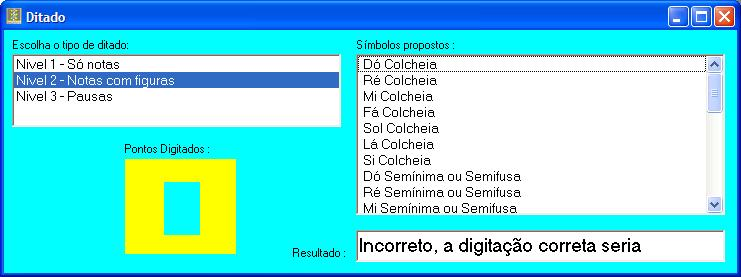 Ditado
Escolha o tipo de ditado:
Nivel 1 - Só notas
Nivel 2 - Notas com figuras
Nivel 3 - Pausas
Pontos Digitados :
Símbolos propostos :
Dó Colcheia
Ré Colcheia
Mi Colcheia
Fá Colcheia
Sol Colcheia
Lá Colcheia
Si Colcheia
Dó Semínima ou Semifusa
Ré Semínima ou Semifusa
Mi Semínima ou Semifusa
Resultado :
Incorreto, a digitação correta seria